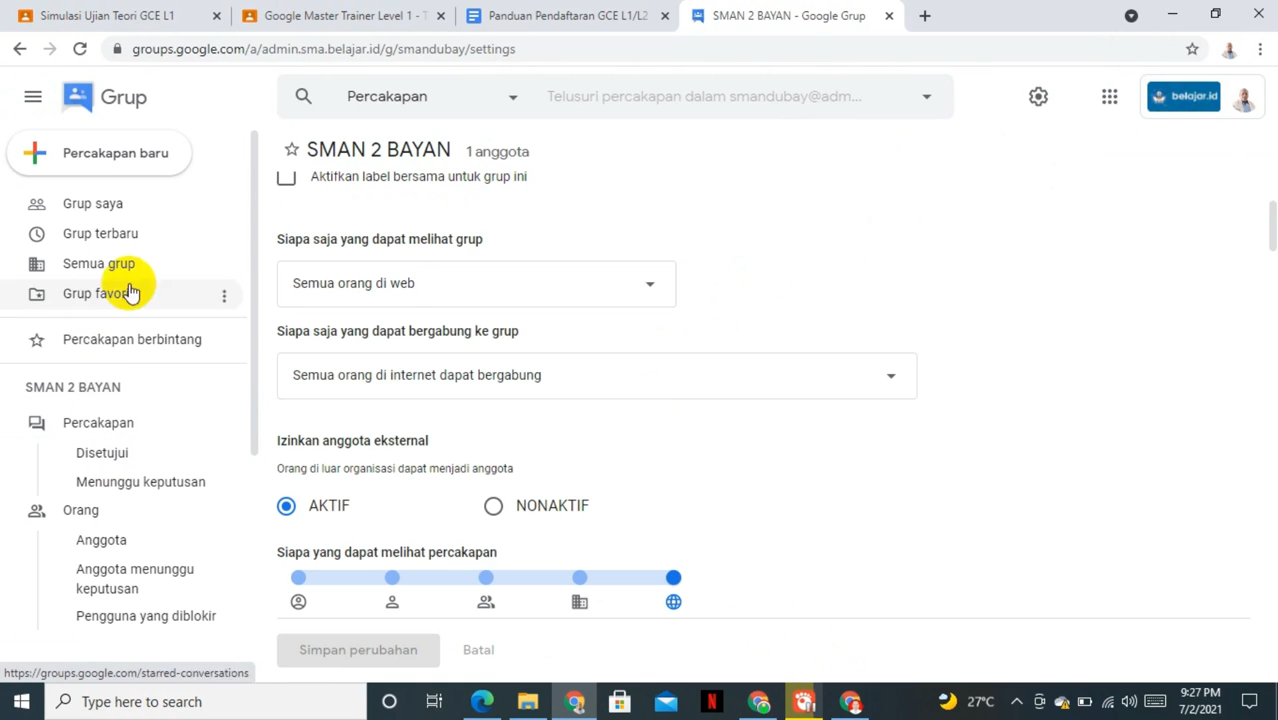 Simulasi Ujian Teori GCE L1
Google Master Trainer Level 1 - T
Panduan Pendaftaran GCE L1/L2
SMAN 2 BAYAN - Google Grup
groups.google.com/a/admin.sma.belajar.id/g/smandubay/settings
Grup
Percakapan
Telusuri percakapan dalam smandubay@adm...
belajar.id
Percakapan baru
Grup saya
Grup terbaru
Semua grup
Grup favorit
Percakapan berbintang
SMAN 2 BAYAN
Percakapan
Disetujui
Menunggu keputusan
Orang
Anggota
Anggota menunggu
keputusan
Pengguna yang diblokir
SMAN 2 BAYAN 1 anggota
Aktifkan label bersama untuk grup ini
Siapa saja yang dapat melihat grup
Semua orang di web
Siapa saja yang dapat bergabung ke grup
Semua orang di internet dapat bergabung
Izinkan anggota eksternal
Orang di luar organisasi dapat menjadi anggota
AKTIF NONAKTIF
Siapa yang dapat melihat percakapan
Simpan perubahan Batal
https://groups.google.com/starred-conversations
Type here to search
27°C
9:27 PM
7/2/2021